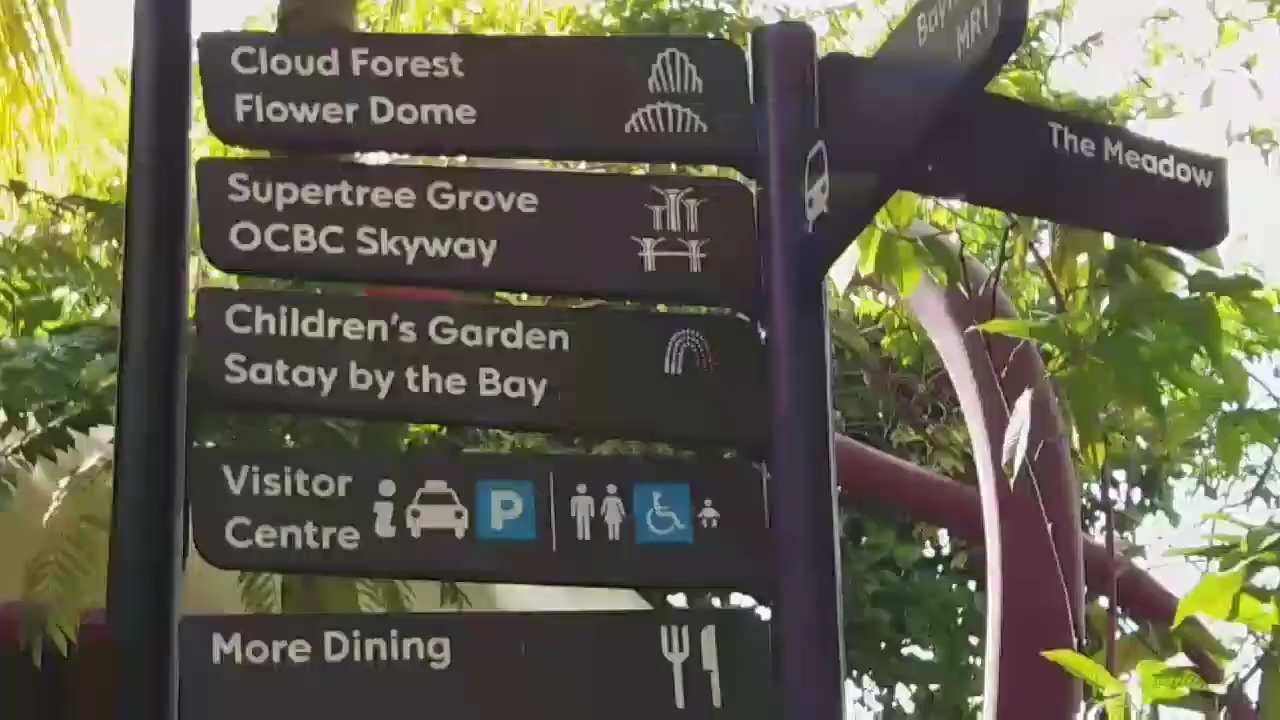 Cloud Forest
Flower Dome
Supertree Grove
OCBC Skyway
Children's Garden
Satay by the Bay
Visitor
Centre
P
More Dining
MRT
The Meadow